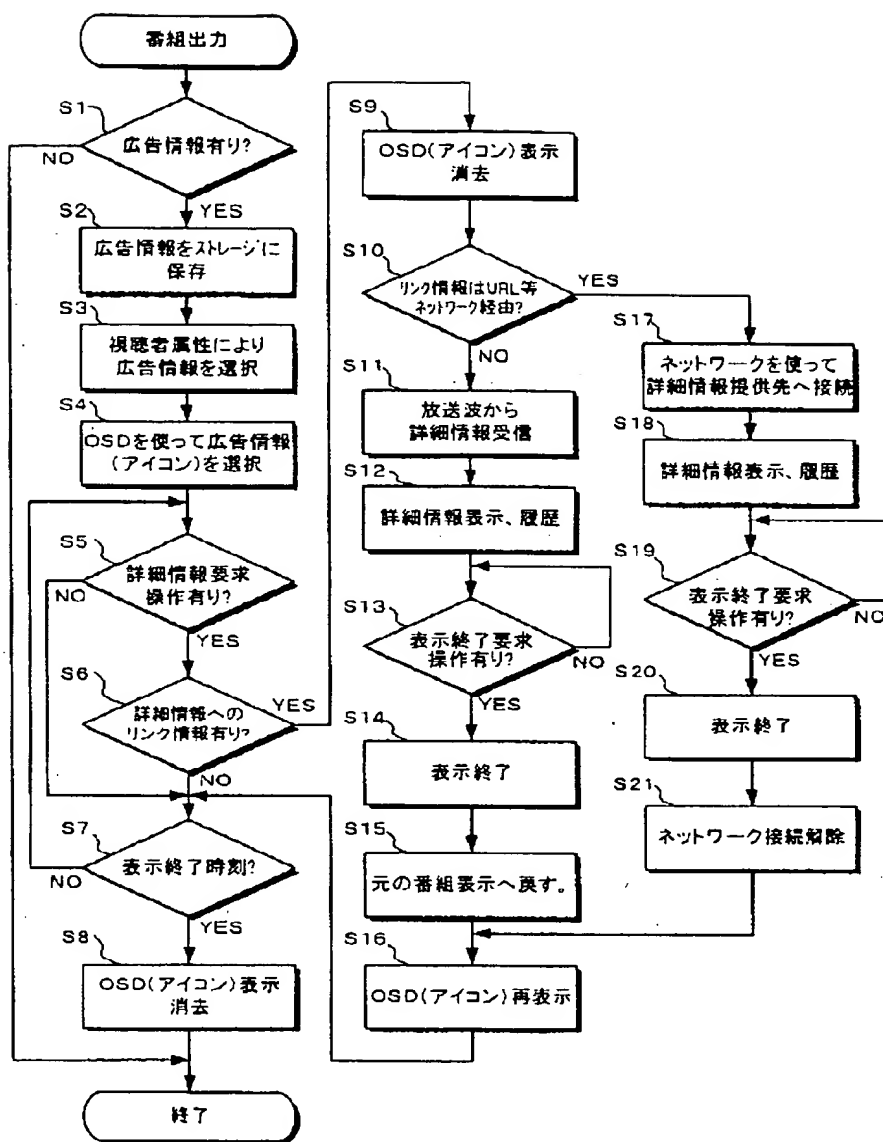 番組出力
S1
広告情報有り?
NO
YES
S2
広告情報をストレージに
保存
S3
視聴者属性により
広告情報を選択
S4
OSDを使って広告情報
(アイコン)を選択
S5
詳細情報要求
操作有り?
NO
YES
S6
詳細情報への
リンク情報有り?
YES
NO
S7
表示終了時刻?
NO
YES
S8
OSD(アイコン)表示
消去
終了
S9
OSD(アイコン)表示
消去
S10
リンク情報はURL等
ネットワーク経由?
YES
NO
S11
放送波から
詳細情報受信
S12
詳細情報表示、履歴
S13
表示終了要求
操作有り?
NO
YES
S14
表示終了
S15
元の番組表示へ戻す。
S16
OSD(アイコン)再表示
S17
ネットワークを使って
詳細情報提供先へ接続
S18
詳細情報表示、履歴
S19
表示終了要求
操作有り?
NO
YES
S20
表示終了
S21
ネットワーク接続解除